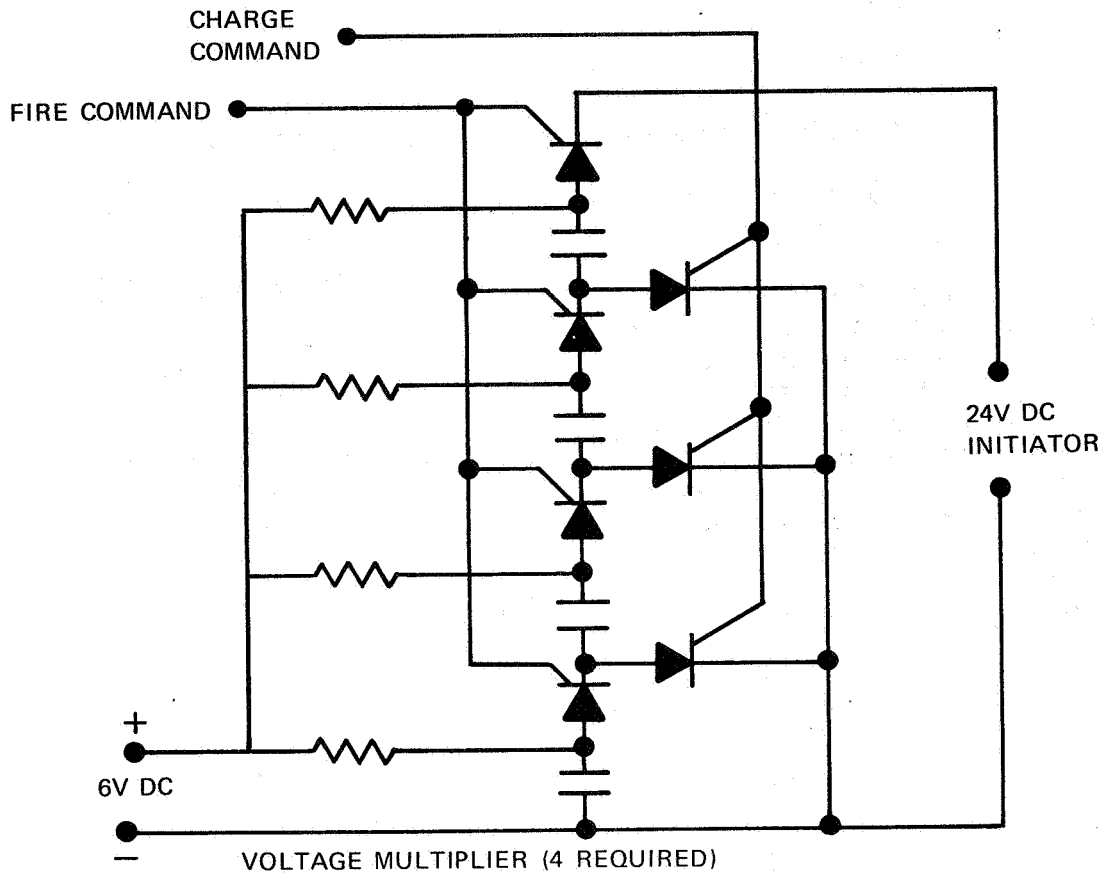 CHARGE
COMMAND
FIRE COMMAND
24V DC
INITIATOR
+
6V DC
−
VOLTAGE MULTIPLIER (4 REQUIRED)